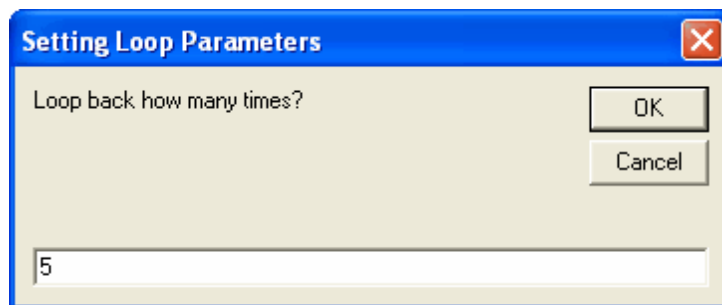 Setting Loop Parameters
Loop back how many times?
OK
Cancel
5